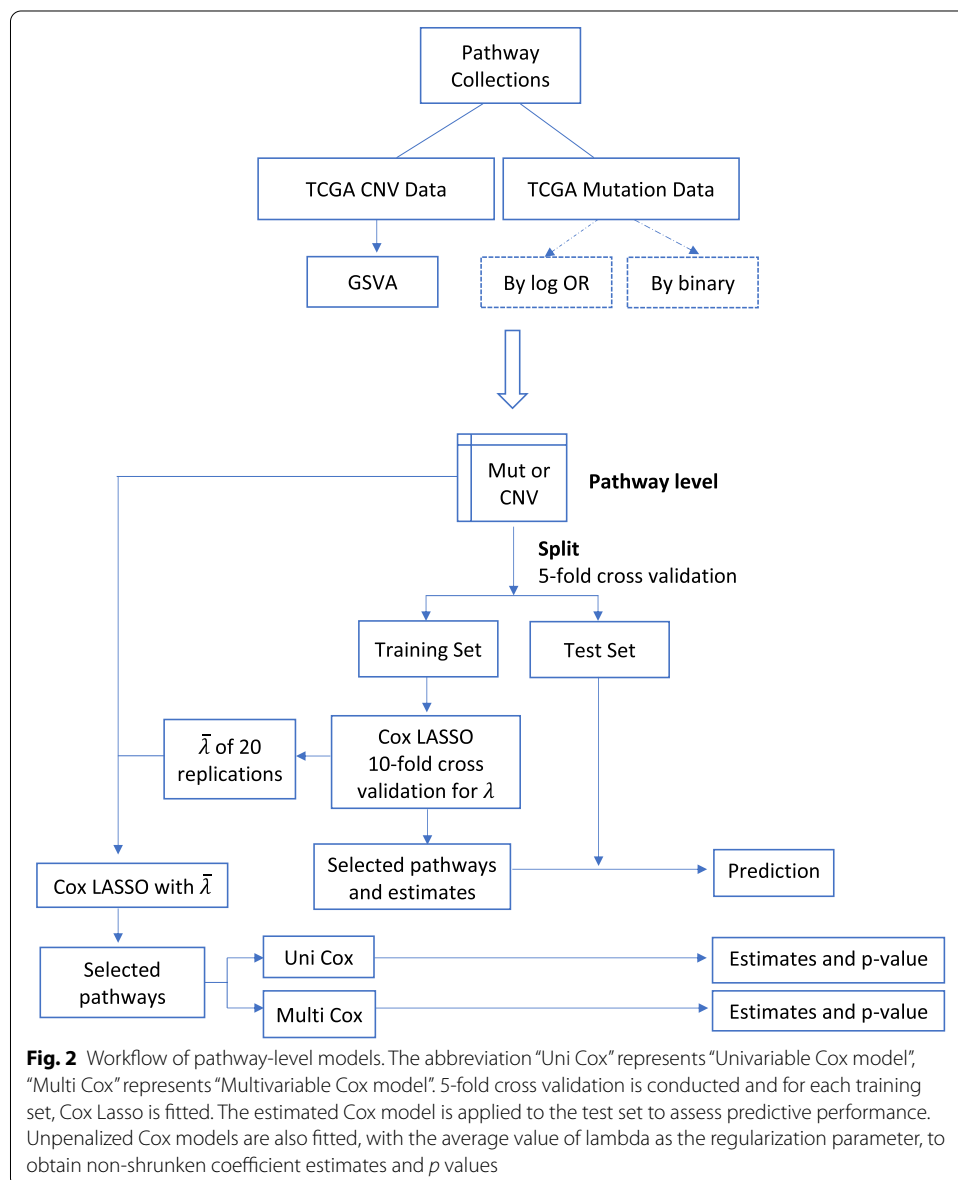 Pathway
Collections
TCGA CNV Data
TCGA Mutation Data
GSVA
By log OR
By binary
Mut or
CNV
Pathway level
Split
5-fold cross validation
Training Set
Test Set
λ̄ of 20
replications
Cox LASSO
10-fold cross
validation for λ
Selected pathways
and estimates
Prediction
Cox LASSO with λ̄
Selected
pathways
Uni Cox
Estimates and p-value
Multi Cox
Estimates and p-value
Fig. 2 Workflow of pathway-level models. The abbreviation “Uni Cox” represents “Univariable Cox model”,
“Multi Cox” represents “Multivariable Cox model”. 5-fold cross validation is conducted and for each training
set, Cox Lasso is fitted. The estimated Cox model is applied to the test set to assess predictive performance.
Unpenalized Cox models are also fitted, with the average value of lambda as the regularization parameter, to
obtain non-shrunken coefficient estimates and p values